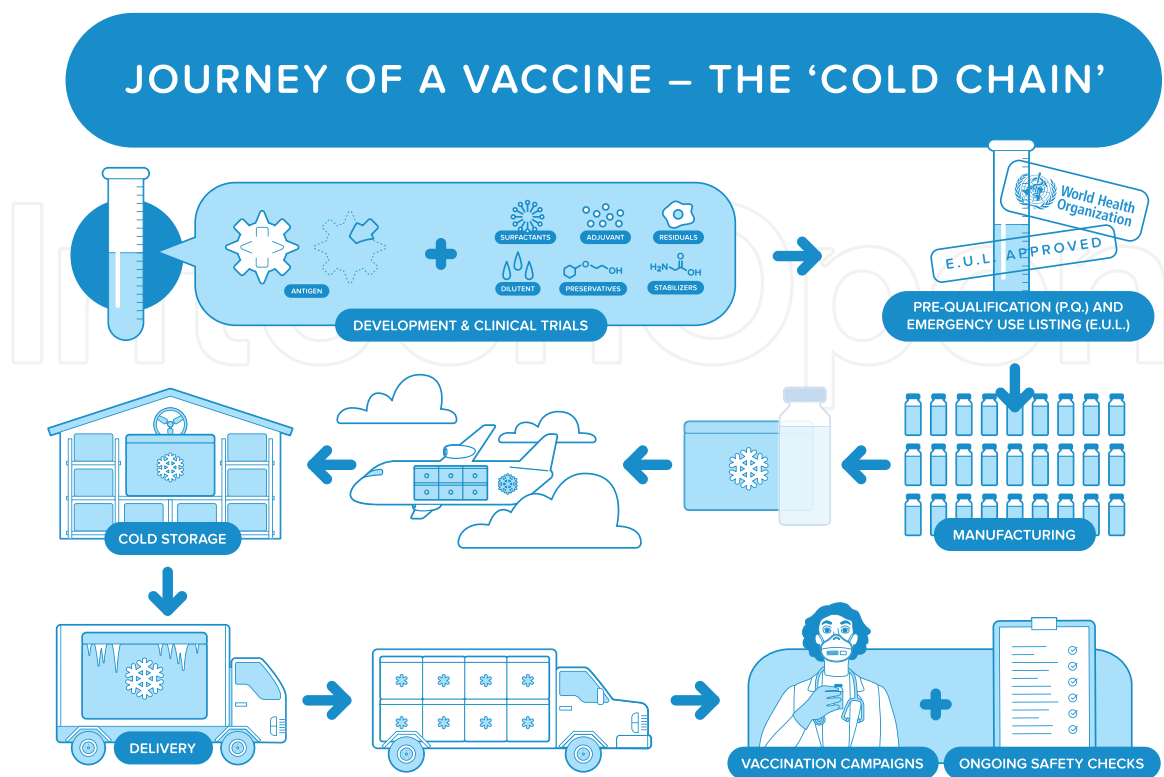 JOURNEY OF A VACCINE – THE ‘COLD CHAIN’
SURFACTANTS
ADJUVANT
RESIDUALS
OH
H₂N
O
OH
O
ANTIGEN
DILUTENT
PRESERVATIVES
STABILIZERS
DEVELOPMENT & CLINICAL TRIALS
World Health
Organization
E.U.L. APPROVED
PRE-QUALIFICATION (P.Q.) AND
EMERGENCY USE LISTING (E.U.L.)
IntechOpen
MANUFACTURING
COLD STORAGE
DELIVERY
VACCINATION CAMPAIGNS
ONGOING SAFETY CHECKS